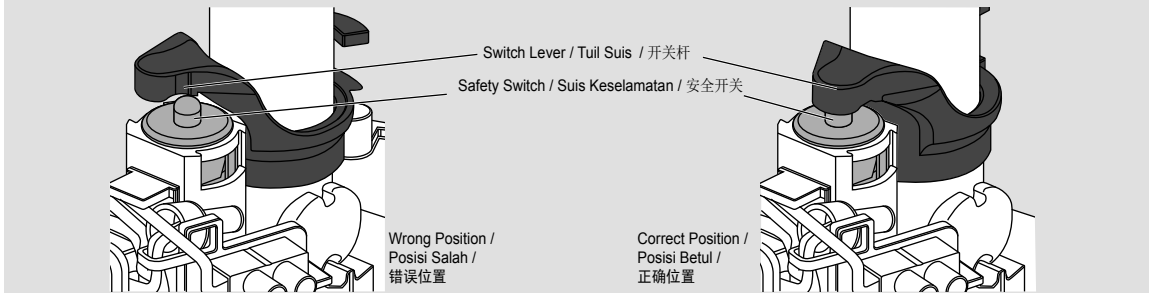 Switch Lever / Tuil Suis / 开关杆
Safety Switch / Suis Keselamatan / 安全开关
Wrong Position /
Posisi Salah /
错误位置
Correct Position /
Posisi Betul /
正确位置